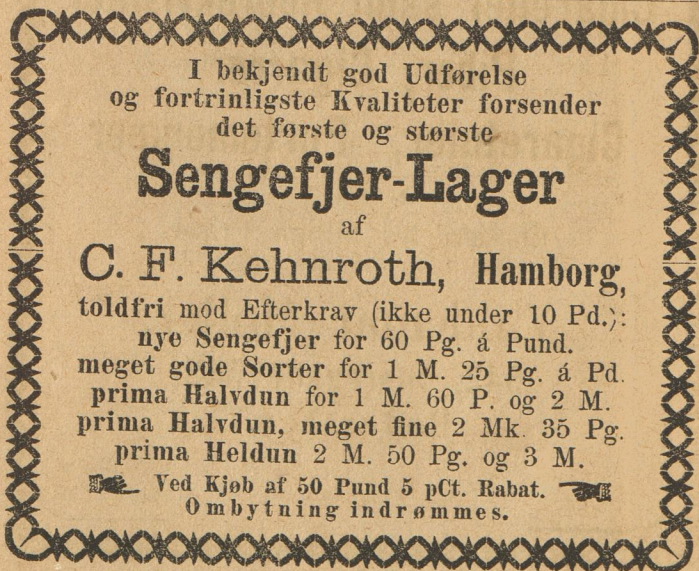 I bekjendt god Udførelse
og fortrinligste Kvaliteter forsender
det første og største
Sengefjer-Lager
af
C. F. Kehnroth, Hamborg,
toldfri mod Efterkrav (ikke under 10 Pd.):
nye Sengefjer for 60 Pg. á Pund.
meget gode Sorter for 1 M. 25 Pg. á Pd.
prima Halvdun for 1 M. 60 P. og 2 M.
prima Halvdun, meget fine 2 Mk. 35 Pg.
prima Heldun 2 M. 50 Pg. og 3 M.
Ved Kjøb af 50 Pund 5 pCt. Rabat.
Ombytning indrømmes.